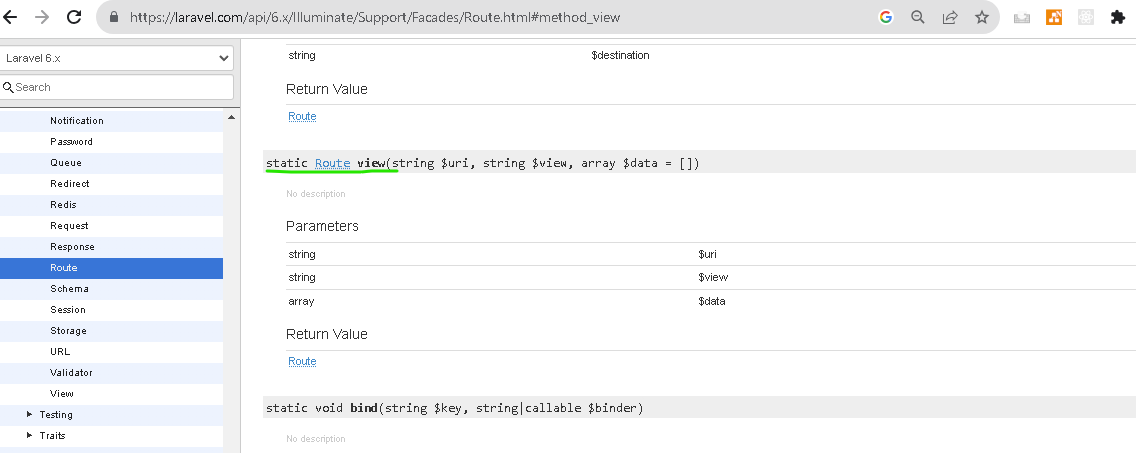 https://laravel.com/api/6.x/Illuminate/Support/Facades/Route.html#method_view
Laravel 6.x
Search
Notification
Password
Queue
Redirect
Redis
Request
Response
Route
Schema
Session
Storage
URL
Validator
View
Testing
Traits
string $destination
Return Value
Route
static Route view(string $uri, string $view, array $data = [])
No description
Parameters
string $uri
string $view
array $data
Return Value
Route
static void bind(string $key, string|callable $binder)
No description